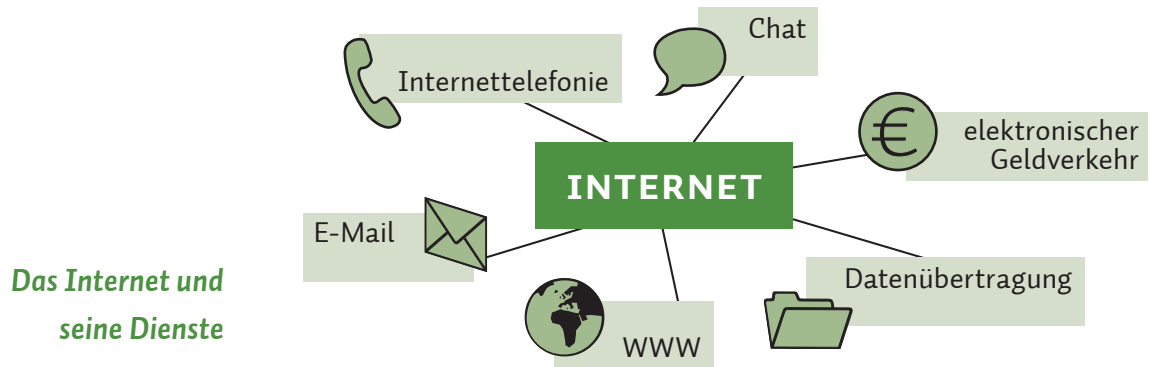 Chat
Internettelefonie
€
elektronischer
Geldverkehr
INTERNET
E-Mail
Datenübertragung
WWW
Das Internet und
seine Dienste